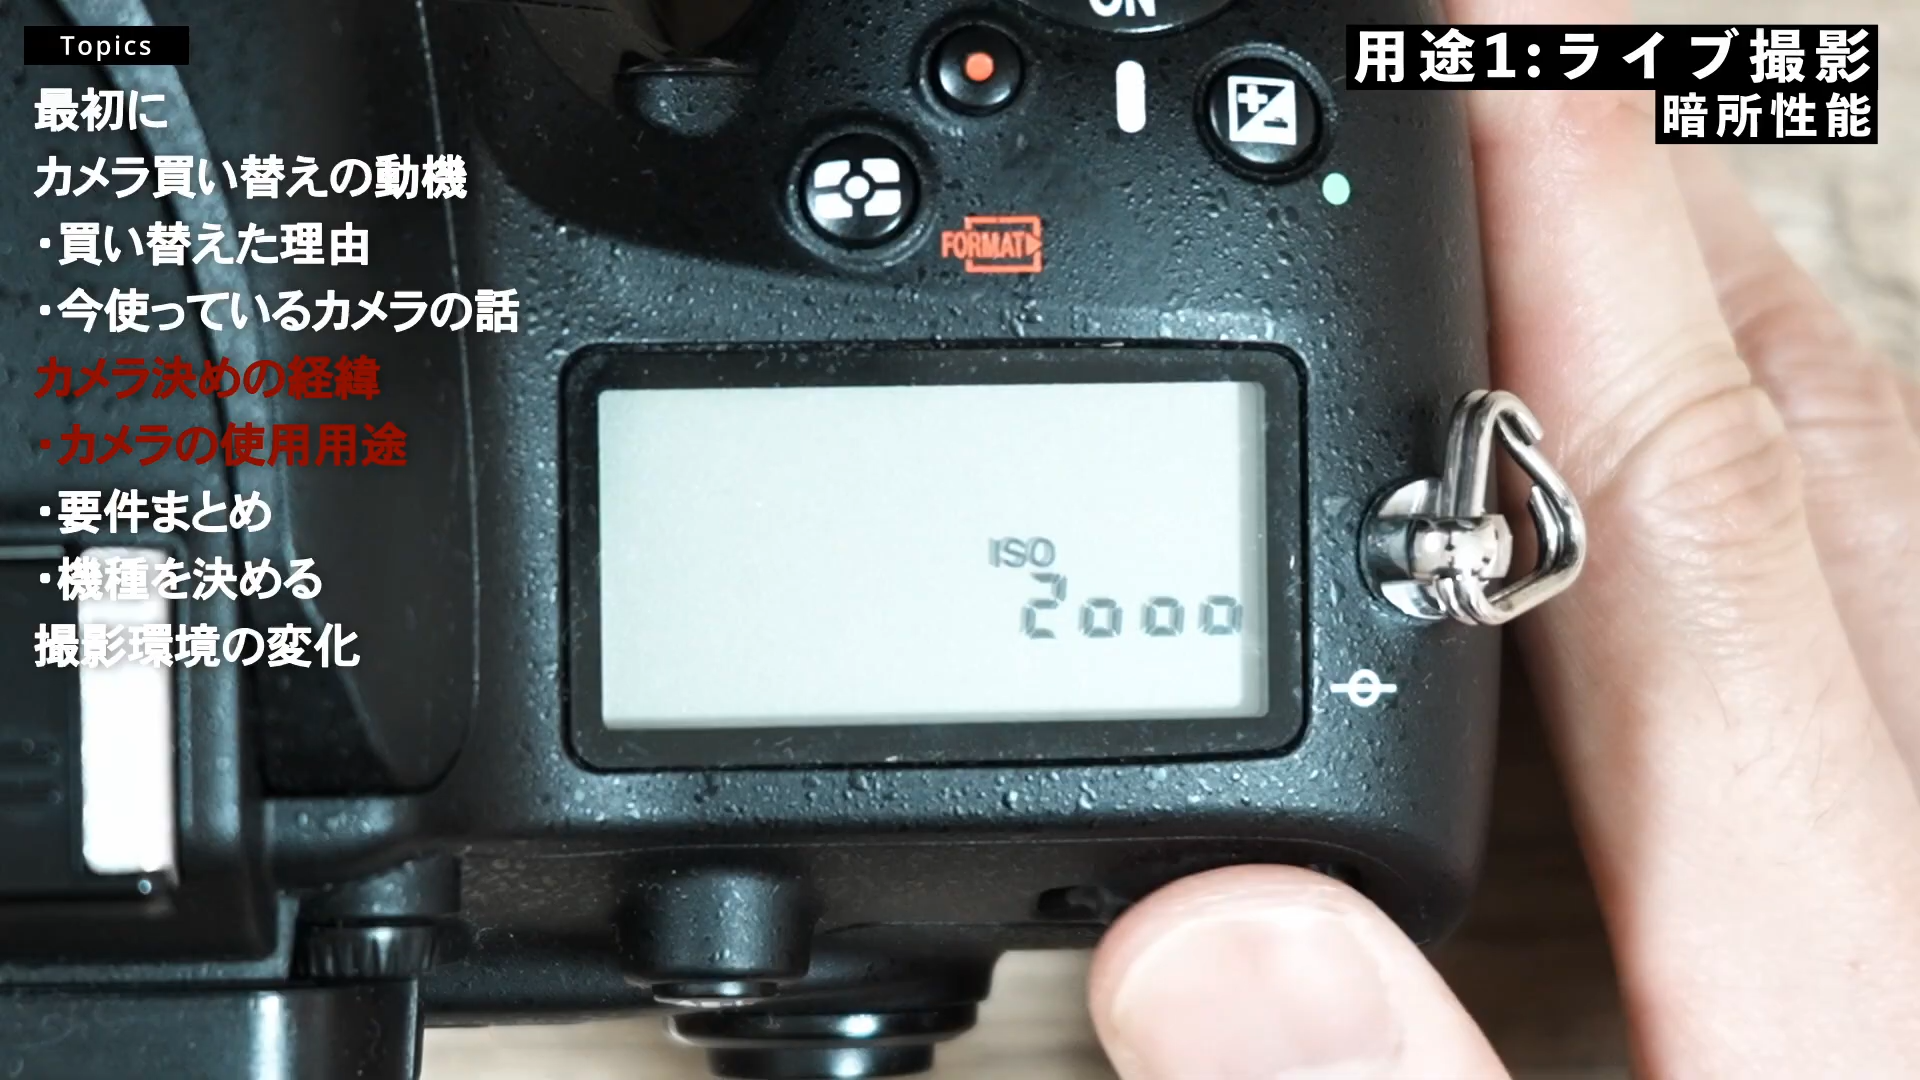 Topics
最初に
カメラ買い替えの動機
・買い替えた理由
・今使っているカメラの話
カメラ決めの経緯
・カメラの使用用途
・要件まとめ
・機種を決める
撮影環境の変化
用途1:ライブ撮影
暗所性能
ON
FORMAT
ISO
2000